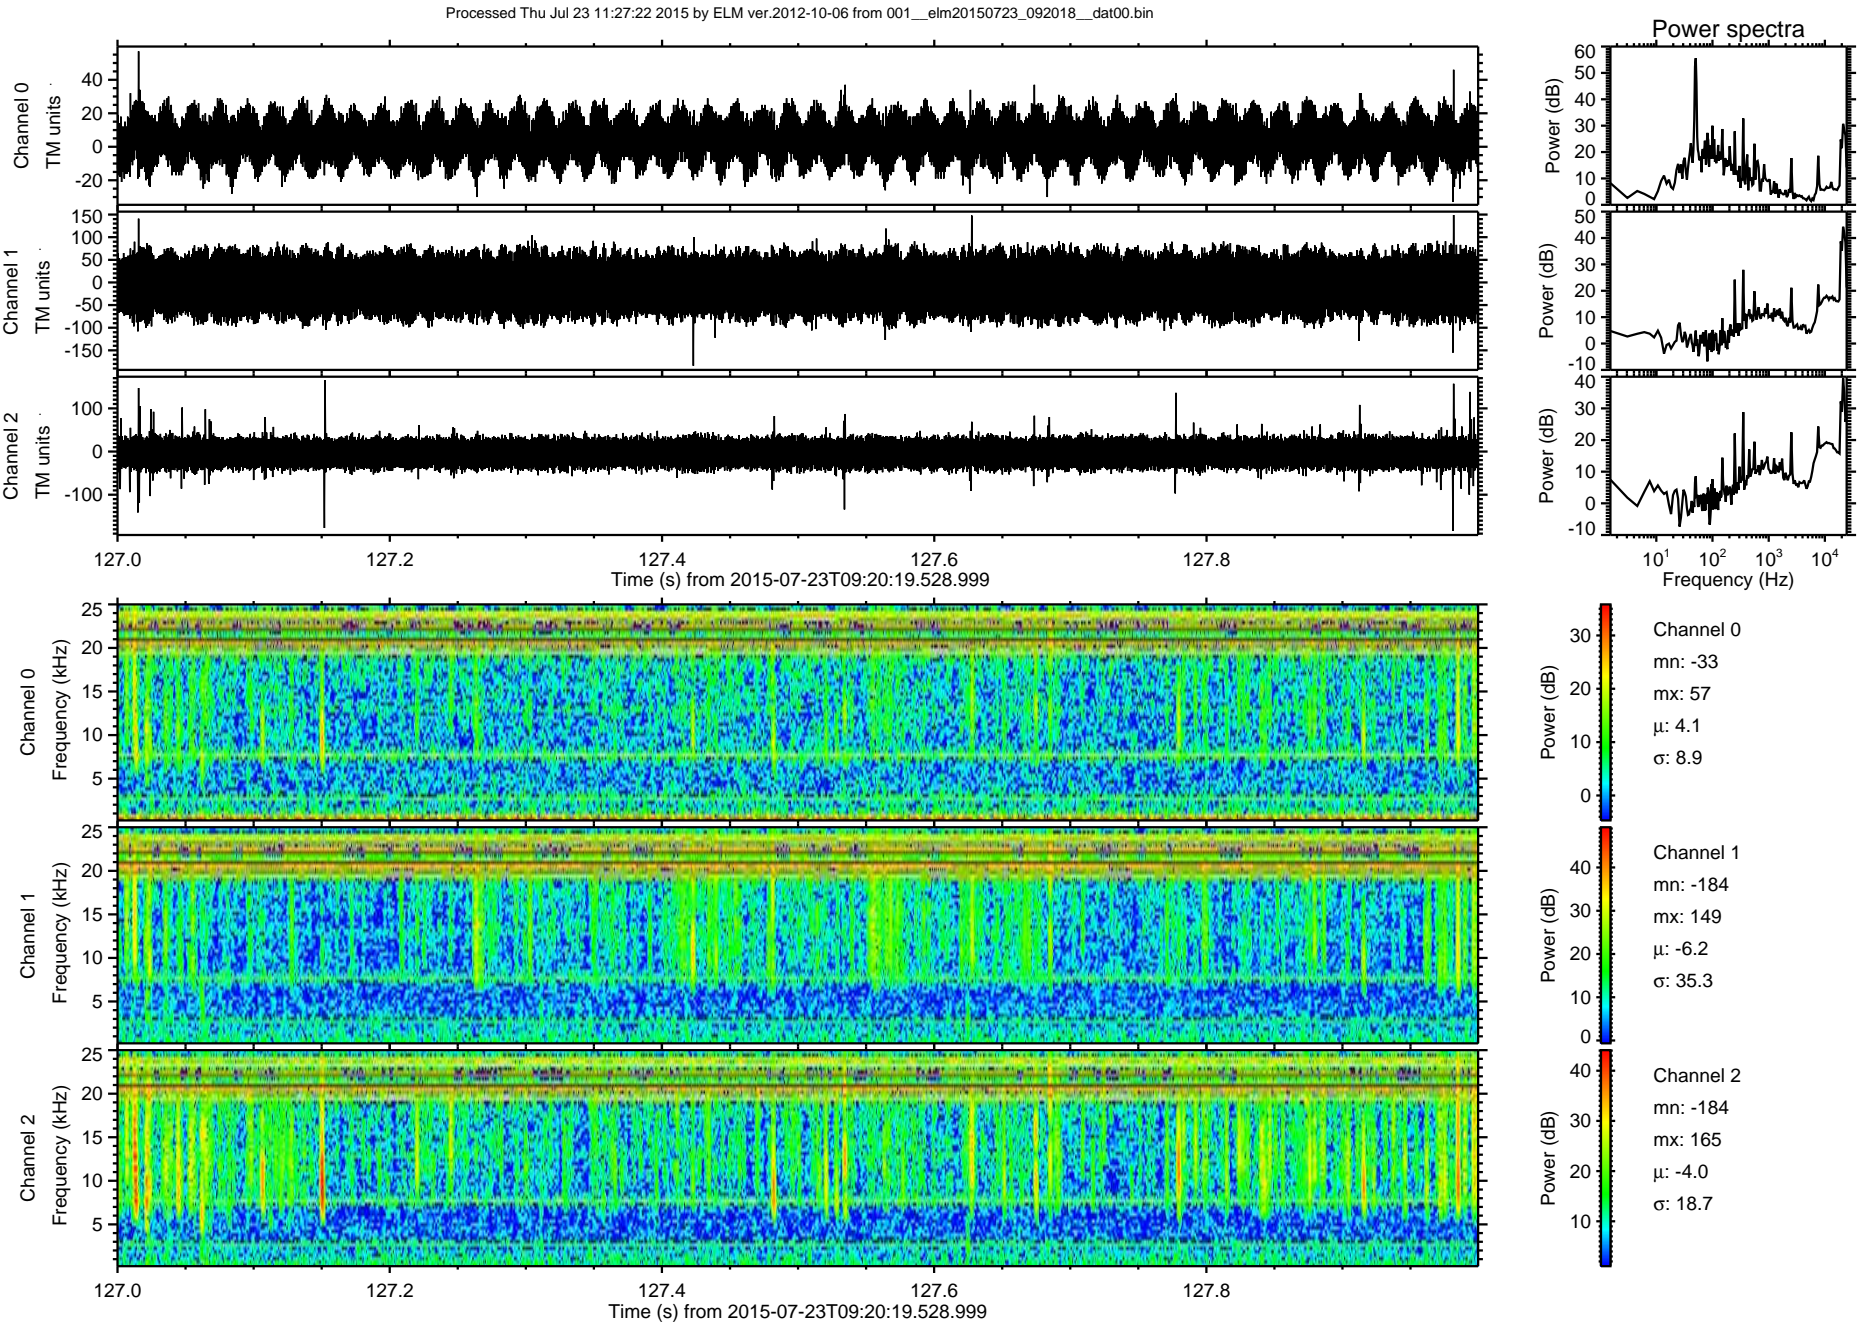 Processed Thu Jul 23 11:27:22 2015 by ELM ver.2012-10-06 from 001__elm20150723_092018__dat00.bin
Power spectra
Channel 0
TM units
40
20
0
-20
Power (dB)
60
50
40
30
20
10
0
Channel 1
TM units
150
100
50
0
-50
-100
-150
Power (dB)
50
40
30
20
10
0
-10
Channel 2
TM units
100
0
-100
Power (dB)
40
30
20
10
0
-10
127.0 127.2 127.4 127.6 127.8
Time (s) from 2015-07-23T09:20:19.528.999
10^1 10^2 10^3 10^4
Frequency (Hz)
Channel 0
Frequency (kHz)
25
20
15
10
5
Power (dB)
30
20
10
0
Channel 0
mn: -33
mx: 57
μ: 4.1
σ: 8.9
Channel 1
Frequency (kHz)
25
20
15
10
5
Power (dB)
40
30
20
10
0
Channel 1
mn: -184
mx: 149
μ: -6.2
σ: 35.3
Channel 2
Frequency (kHz)
25
20
15
10
5
Power (dB)
40
30
20
10
Channel 2
mn: -184
mx: 165
μ: -4.0
σ: 18.7
127.0 127.2 127.4 127.6 127.8
Time (s) from 2015-07-23T09:20:19.528.999